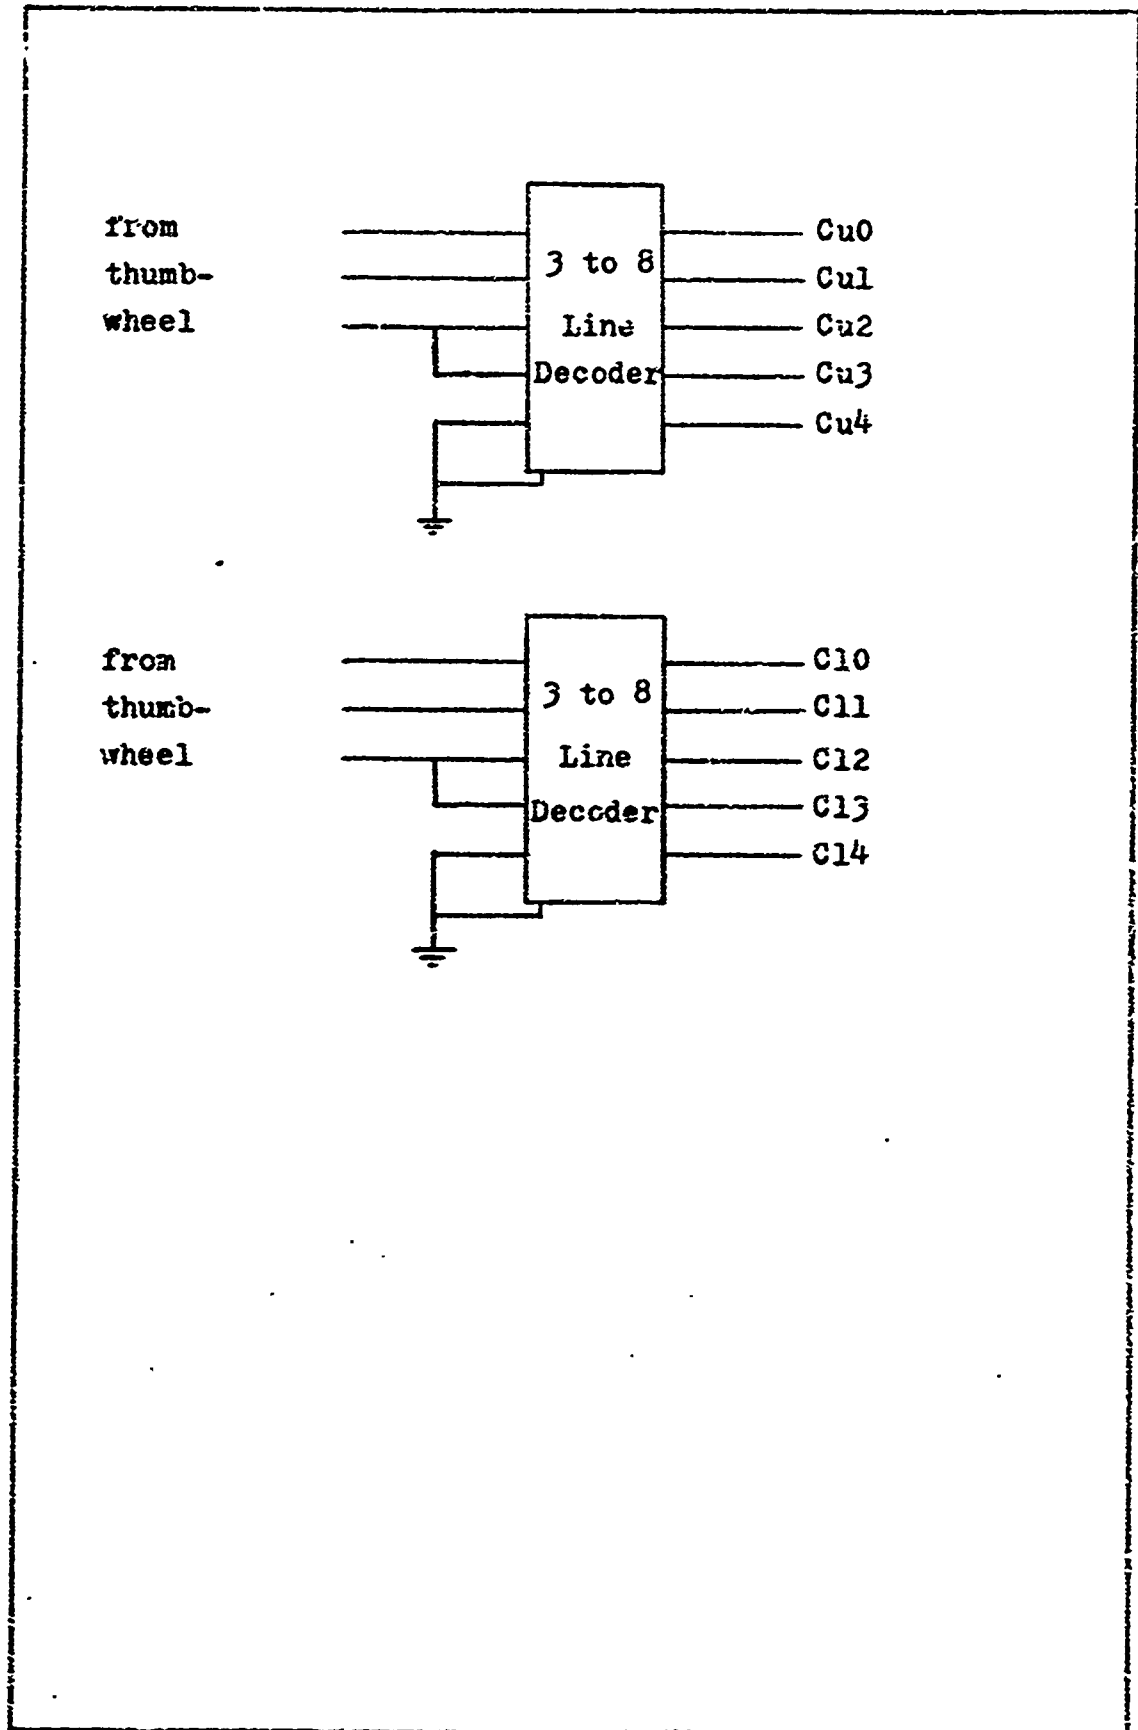 from
thumb-
wheel
3 to 8
Line
Decoder
Cu0
Cu1
Cu2
Cu3
Cu4
from
thumb-
wheel
3 to 8
Line
Decoder
Cl0
Cl1
Cl2
Cl3
Cl4